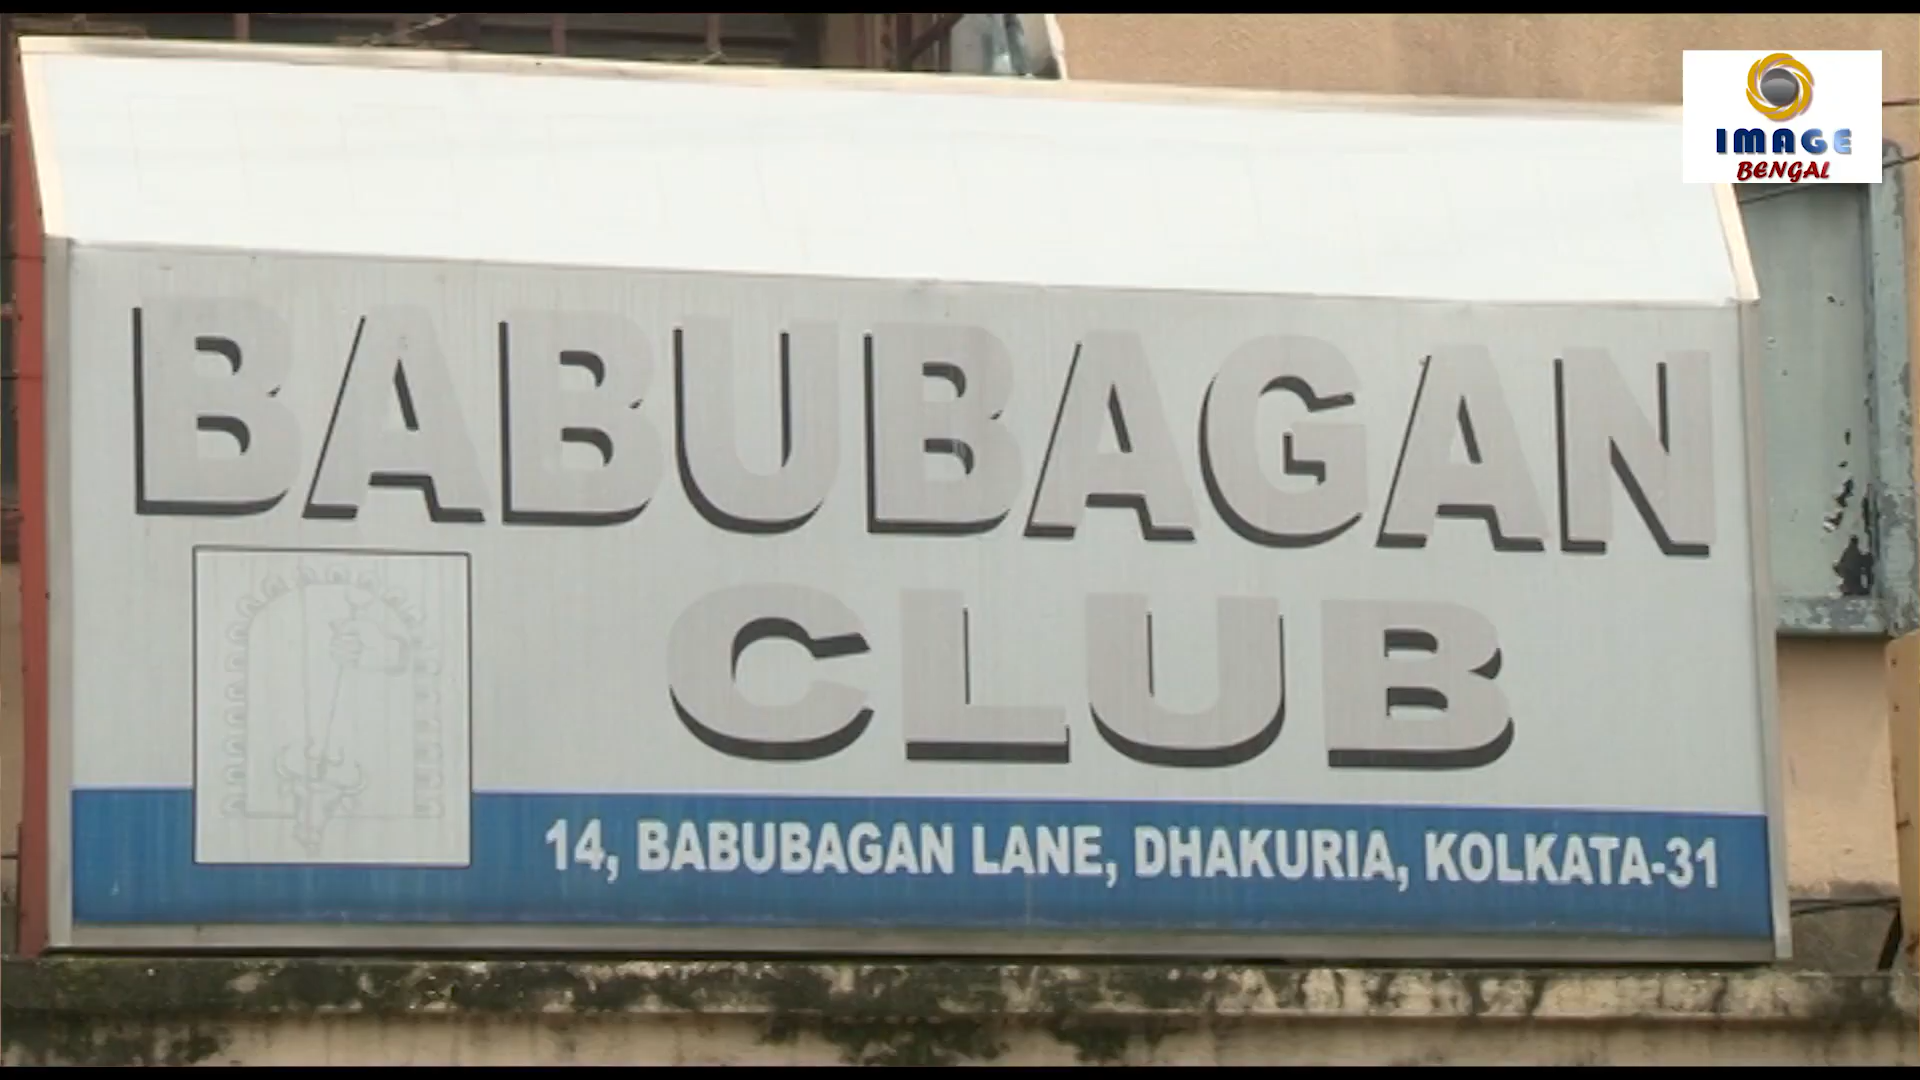 IMAGE
BENGAL
BABUBAGAN
CLUB
14, BABUBAGAN LANE, DHAKURIA, KOLKATA-31